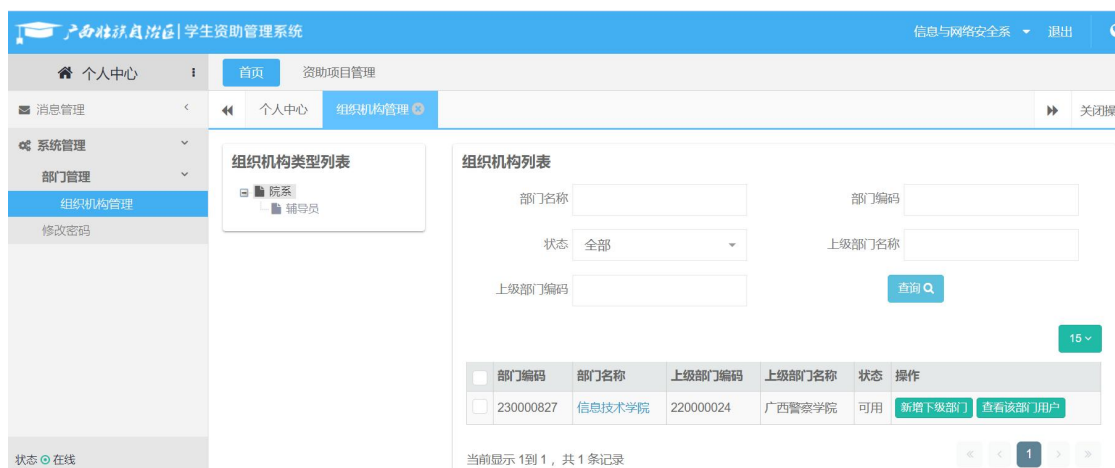 广西壮族自治区|学生资助管理系统
信息与网络安全系 退出
个人中心
首页 资助项目管理
消息管理
个人中心 组织机构管理
关闭操
系统管理
部门管理
组织机构管理
修改密码
组织机构类型列表
院系
辅导员
组织机构列表
部门名称 部门编码
状态 全部 上级部门名称
上级部门编码 查询
15
部门编码 部门名称 上级部门编码 上级部门名称 状态 操作
230000827 信息技术学院 220000024 广西警察学院 可用 新增下级部门 查看该部门用户
当前显示 1到 1，共 1 条记录
« < 1 > »
状态 在线